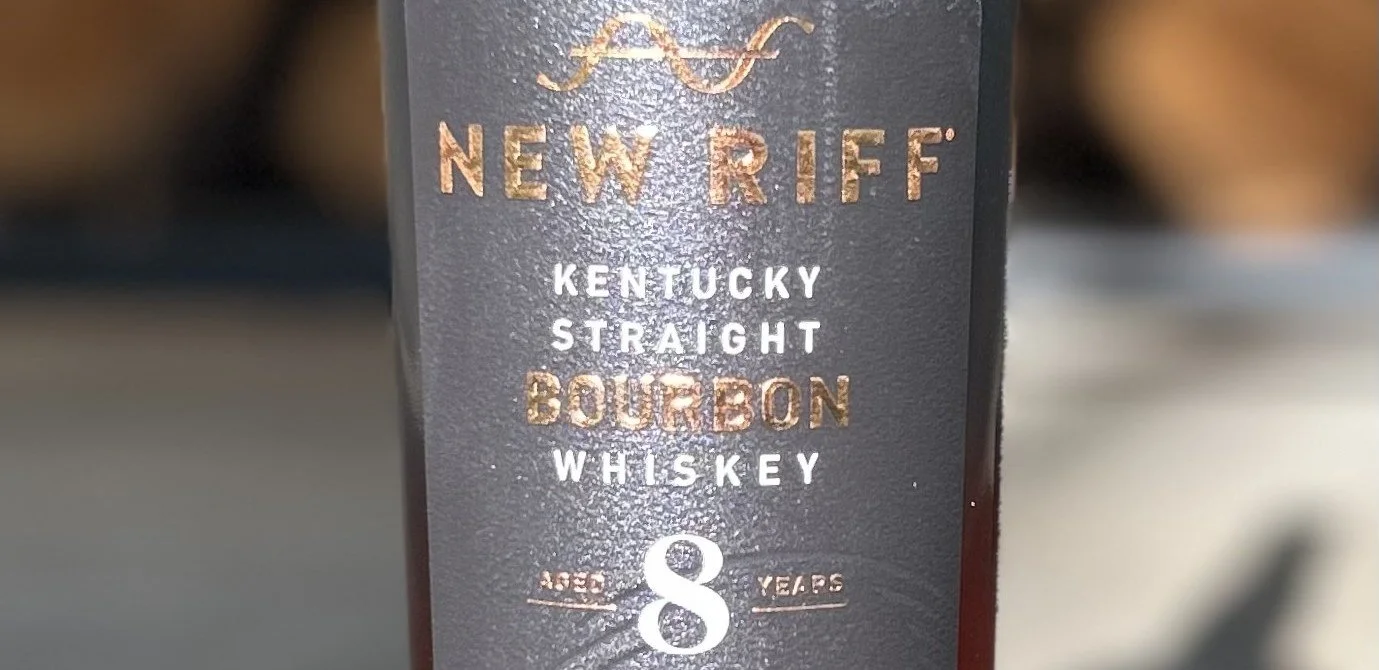 NEW RIFF
KENTUCKY
STRAIGHT
BOURBON
WHISKEY
AGED 8 YEARS